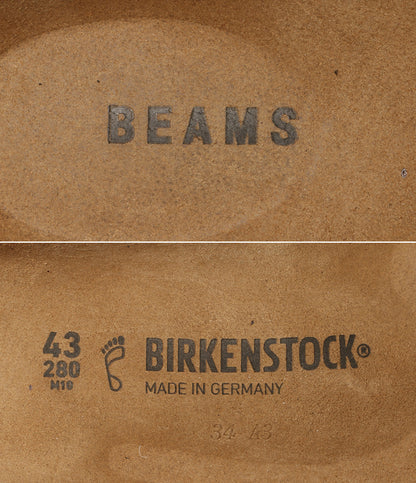 BEAMS
43
280
M10
BIRKENSTOCK®
MADE IN GERMANY
34 43